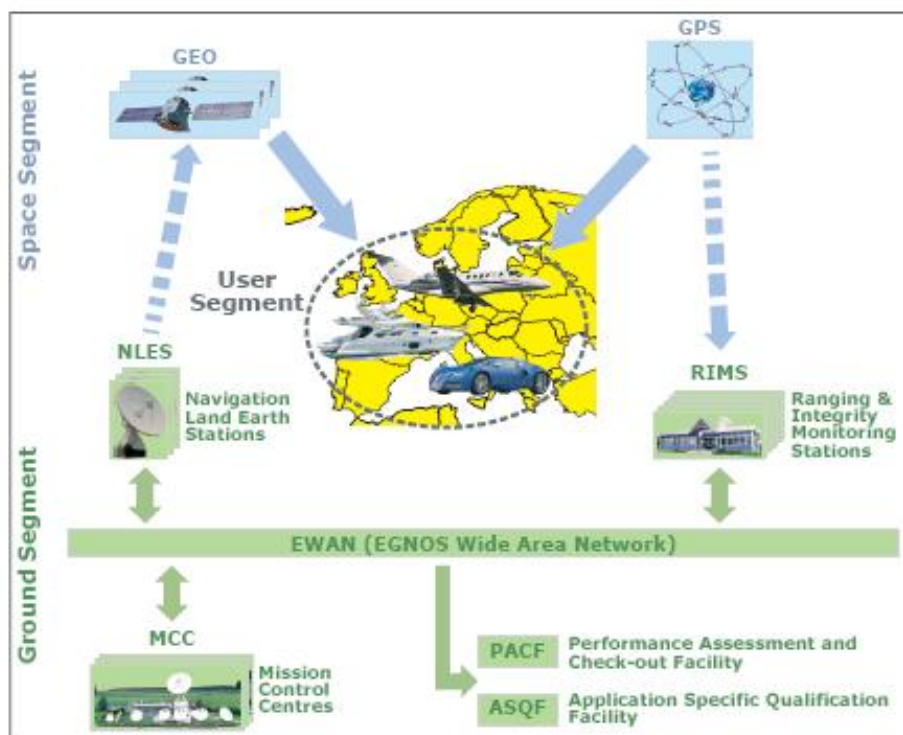 Space Segment
GEO
GPS
User
Segment
Ground Segment
NLES
Navigation
Land Earth
Stations
RIMS
Ranging &
Integrity
Monitoring
Stations
EWAN (EGNOS Wide Area Network)
MCC
Mission
Control
Centres
PACF
Performance Assessment and
Check-out Facility
ASQF
Application Specific Qualification
Facility